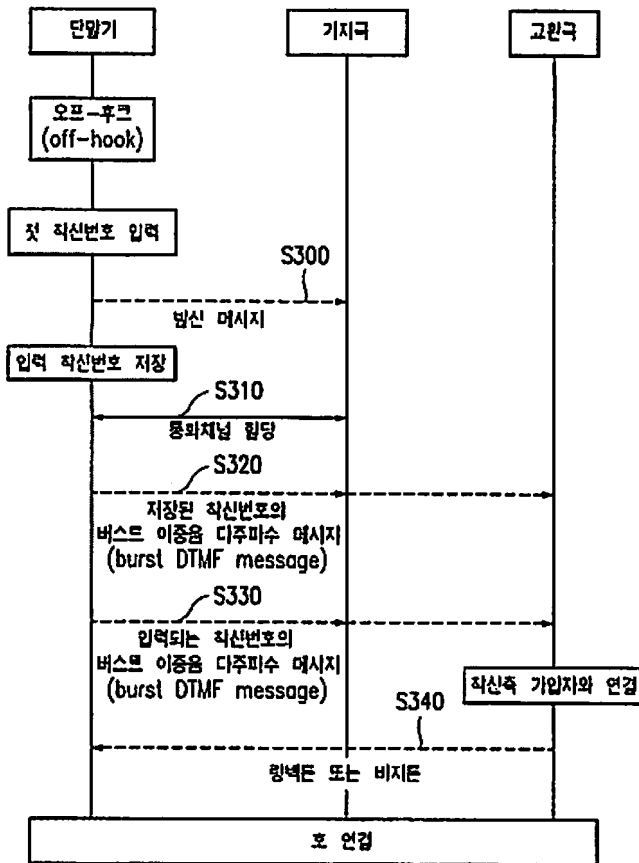 단말기
기지국
교환국
오프-후크
(off-hook)
첫 착신번호 입력
S300
발신 메시지
입력 착신번호 저장
S310
통화채널 할당
S320
저장된 착신번호의
버스트 이중음 다주파수 메시지
(burst DTMF message)
S330
입력되는 착신번호의
버스트 이중음 다주파수 메시지
(burst DTMF message)
착신측 가입자와 연결
S340
링백톤 또는 비지톤
호 연결